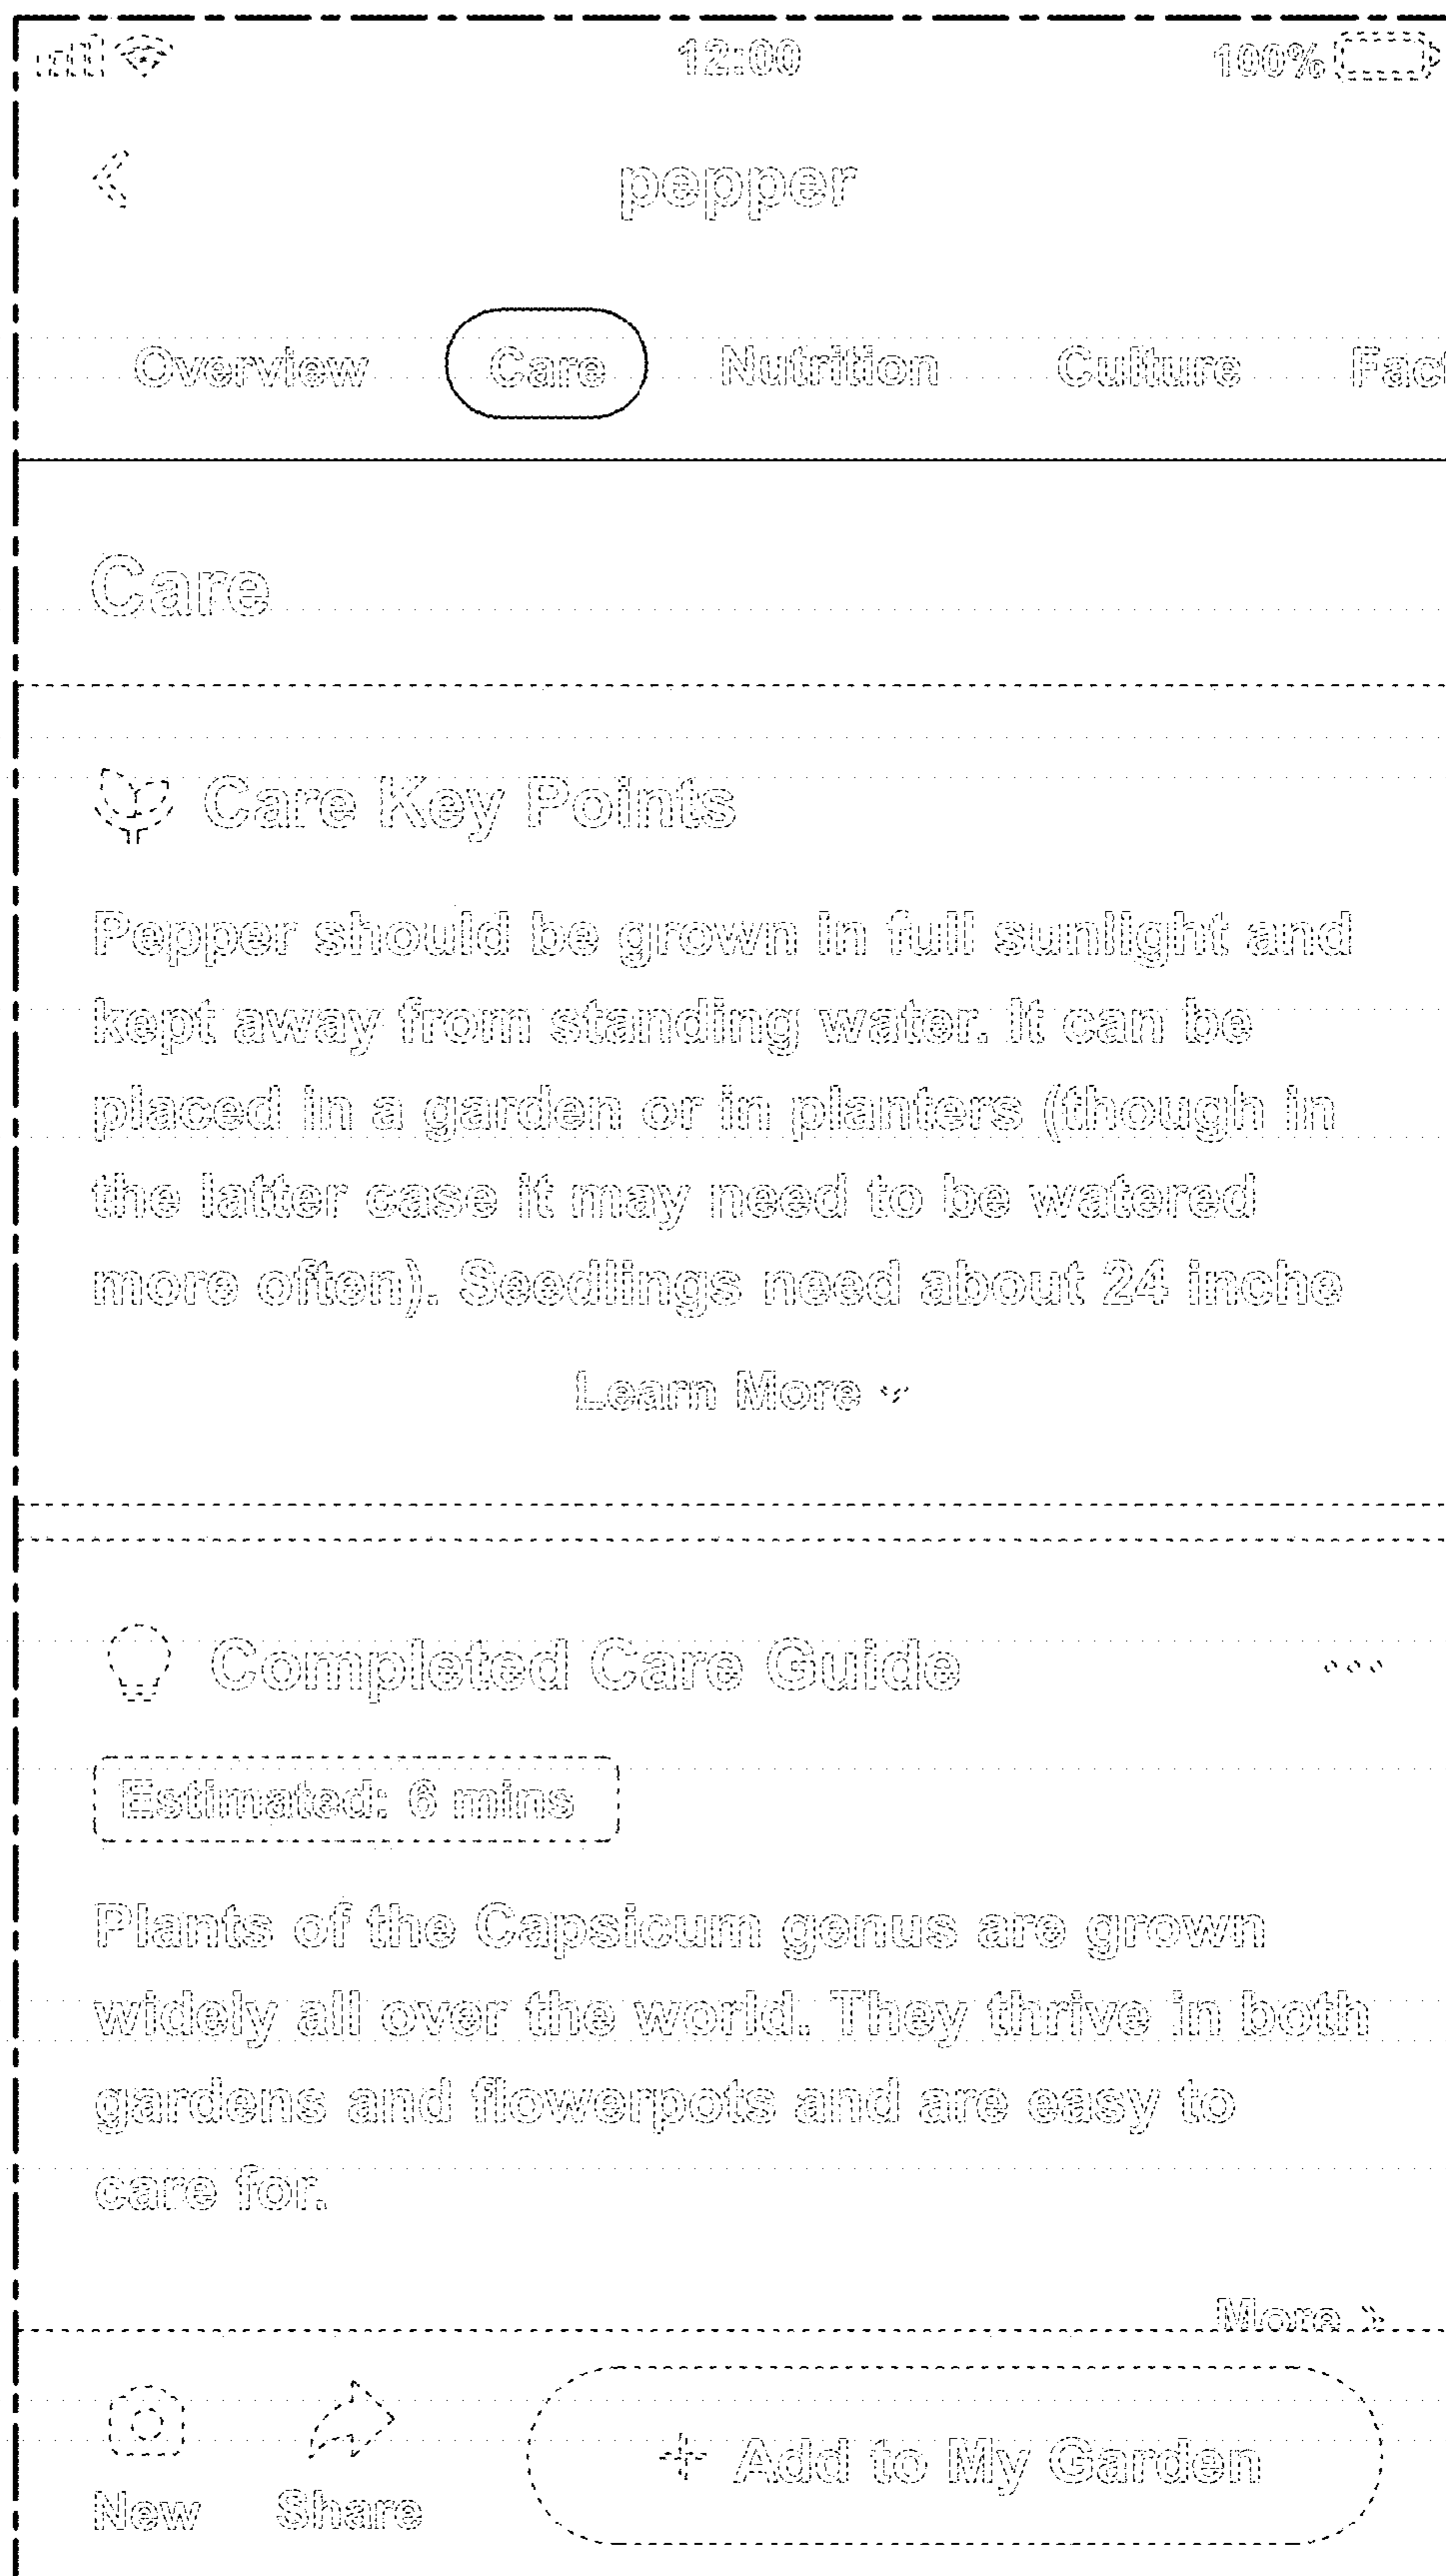 12:00 100%
pepper
Overview Care Nutrition Culture Fact
Care
Care Key Points
Pepper should be grown in full sunlight and
kept away from standing water. It can be
placed in a garden or in planters (though in
the latter case it may need to be watered
more often). Seedlings need about 24 inche
Learn More
Completed Care Guide
Estimated: 6 mins
Plants of the Capsicum genus are grown
widely all over the world. They thrive in both
gardens and flowerpots and are easy to
care for.
More »
+ Add to My Garden
New Share